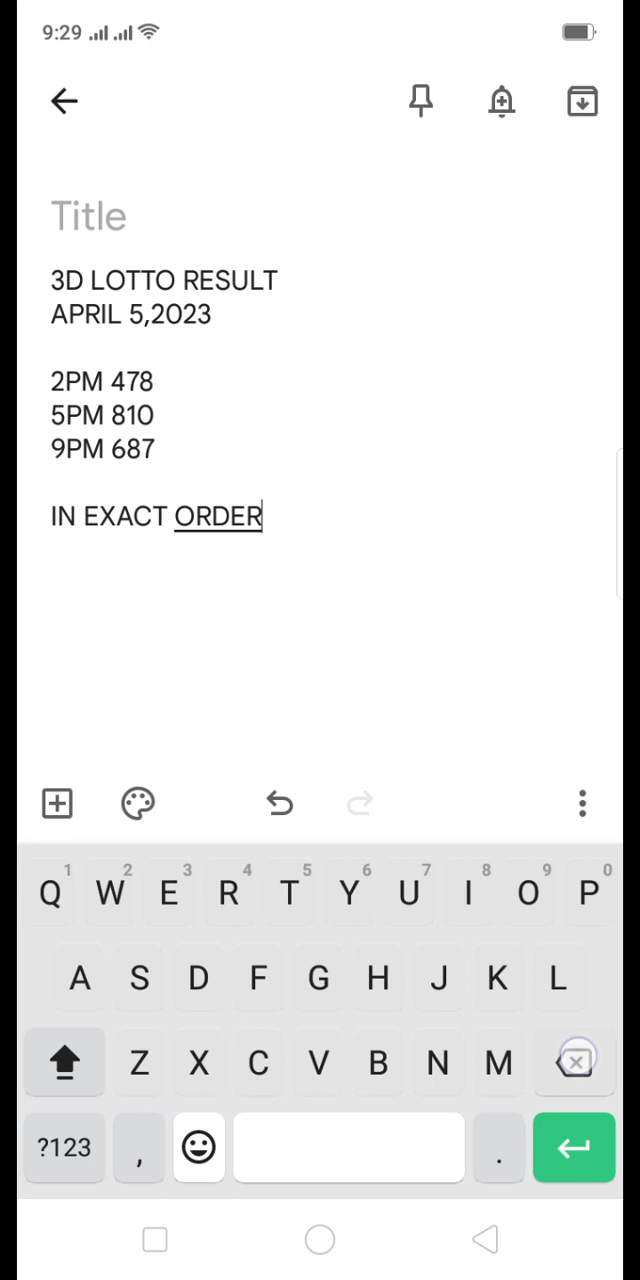 9:29
Title
3D LOTTO RESULT
APRIL 5,2023
2PM 478
5PM 810
9PM 687
IN EXACT ORDER
1 2 3 4 5 6 7 8 9 0
Q W E R T Y U I O P
A S D F G H J K L
Z X C V B N M
?123 , .